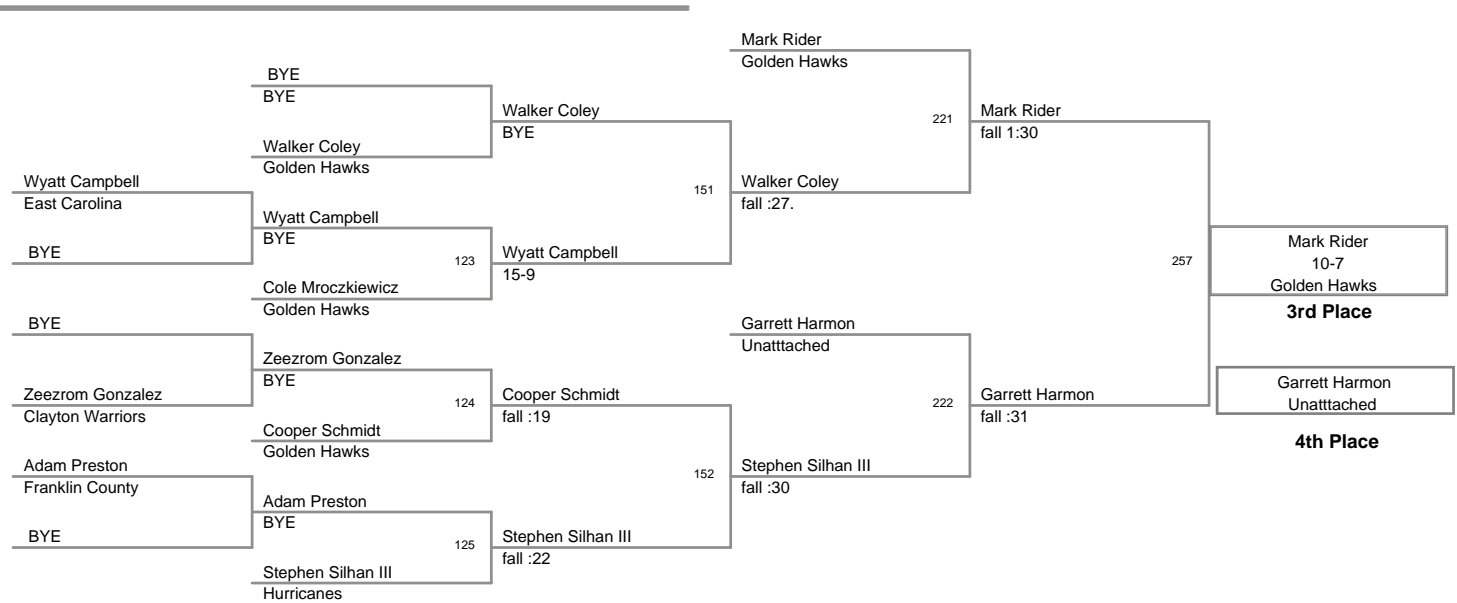 Mark Rider
Golden Hawks
BYE
BYE
Walker Coley
BYE
221
Mark Rider
fall 1:30
Walker Coley
Golden Hawks
Wyatt Campbell
East Carolina
151
Walker Coley
fall :27.
Wyatt Campbell
BYE
BYE
123
Wyatt Campbell
15-9
257
Mark Rider
10-7
Golden Hawks
3rd Place
Cole Mroczkiewicz
Golden Hawks
BYE
Garrett Harmon
Unatttached
Zeezrom Gonzalez
BYE
Zeezrom Gonzalez
Clayton Warriors
124
Cooper Schmidt
fall :19
222
Garrett Harmon
fall :31
Garrett Harmon
Unatttached
4th Place
Cooper Schmidt
Golden Hawks
Adam Preston
Franklin County
152
Stephen Silhan III
fall :30
Adam Preston
BYE
BYE
125
Stephen Silhan III
fall :22
Stephen Silhan III
Hurricanes